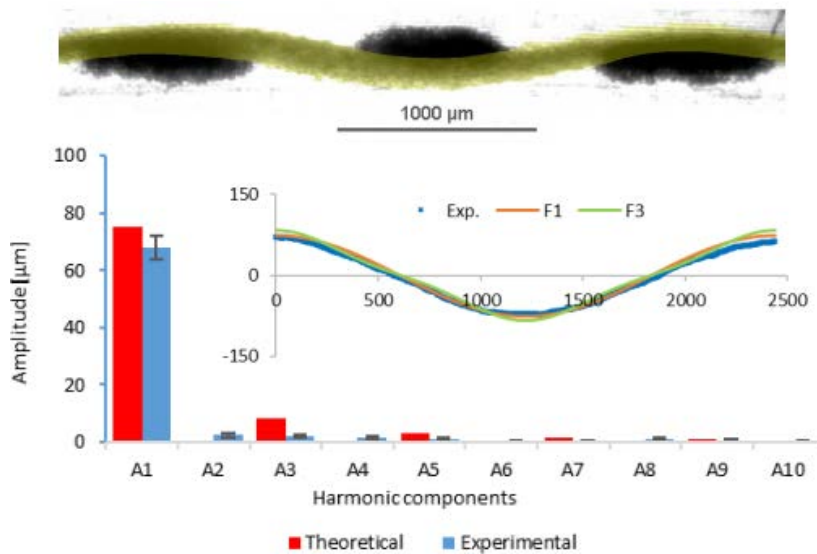 1000 µm
100
80
60
40
20
0
Amplitude[µm]
150
0
-150
Exp. F1 F3
0 500 1000 1500 2000 2500
A1 A2 A3 A4 A5 A6 A7 A8 A9 A10
Harmonic components
Theoretical Experimental